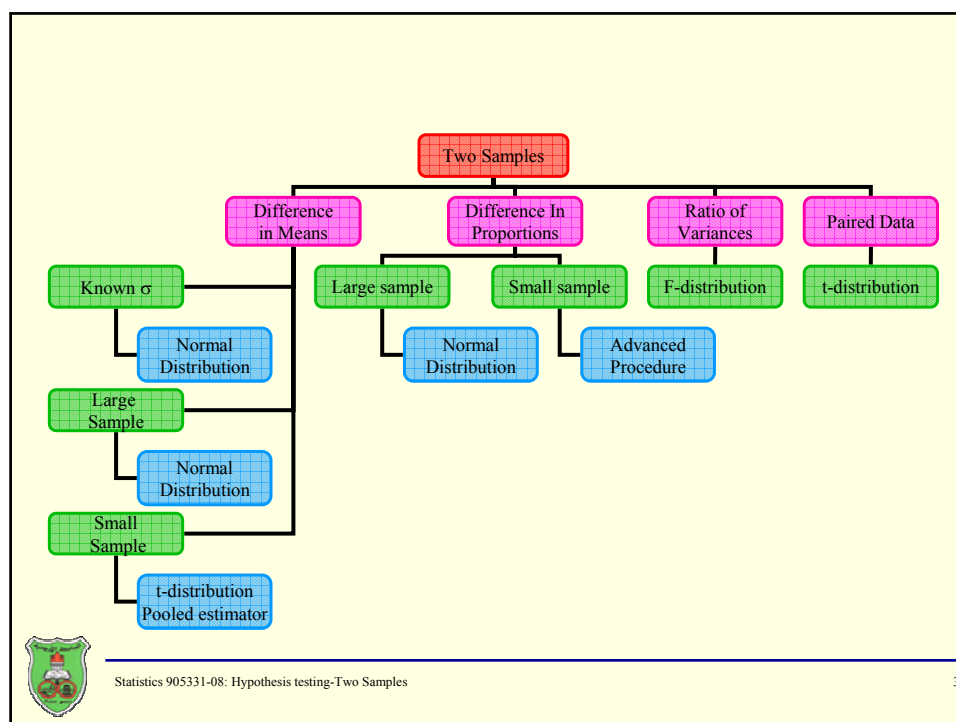 Two Samples
Difference
in Means
Difference In
Proportions
Ratio of
Variances
Paired Data
Known σ
Large sample
Small sample
F-distribution
t-distribution
Normal
Distribution
Normal
Distribution
Advanced
Procedure
Large
Sample
Normal
Distribution
Small
Sample
t-distribution
Pooled estimator
Statistics 905331-08: Hypothesis testing-Two Samples
3